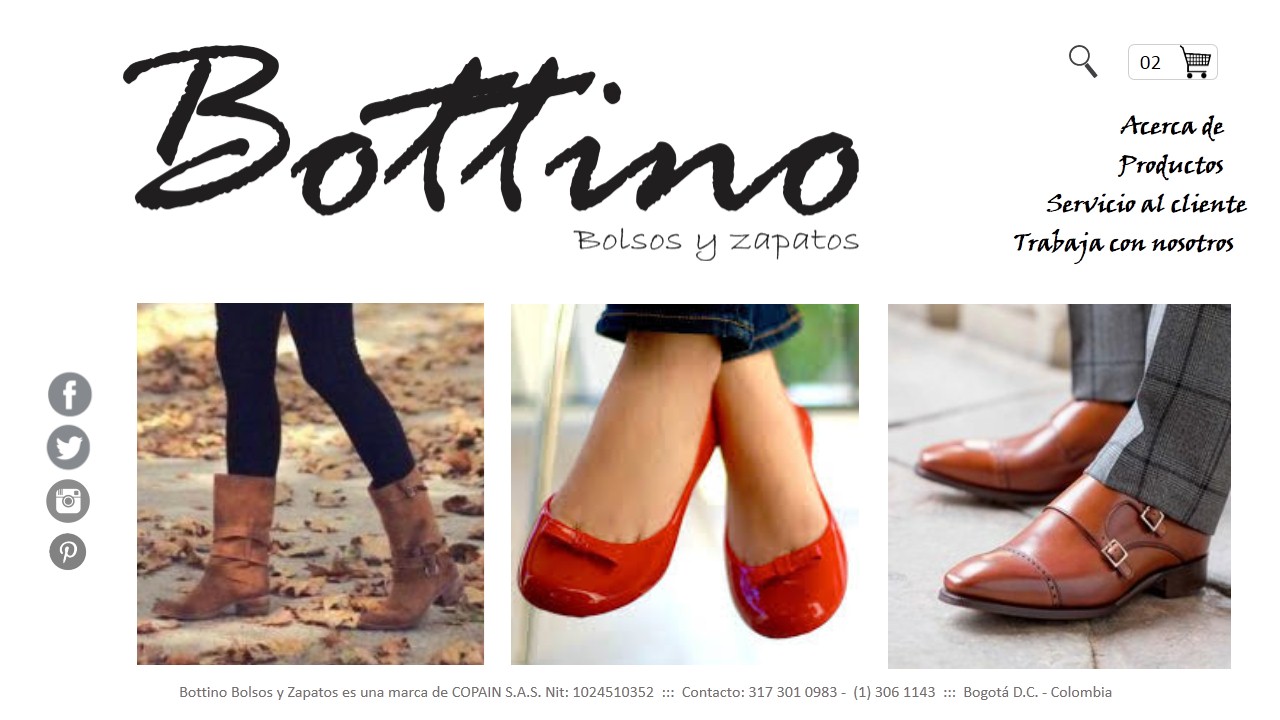 Bottino
Bolsos y zapatos
02
Acerca de
Productos
Servicio al cliente
Trabaja con nosotros
Bottino Bolsos y Zapatos es una marca de COPAIN S.A.S. Nit: 1024510352 ::: Contacto: 317 301 0983 - (1) 306 1143 ::: Bogotá D.C. - Colombia